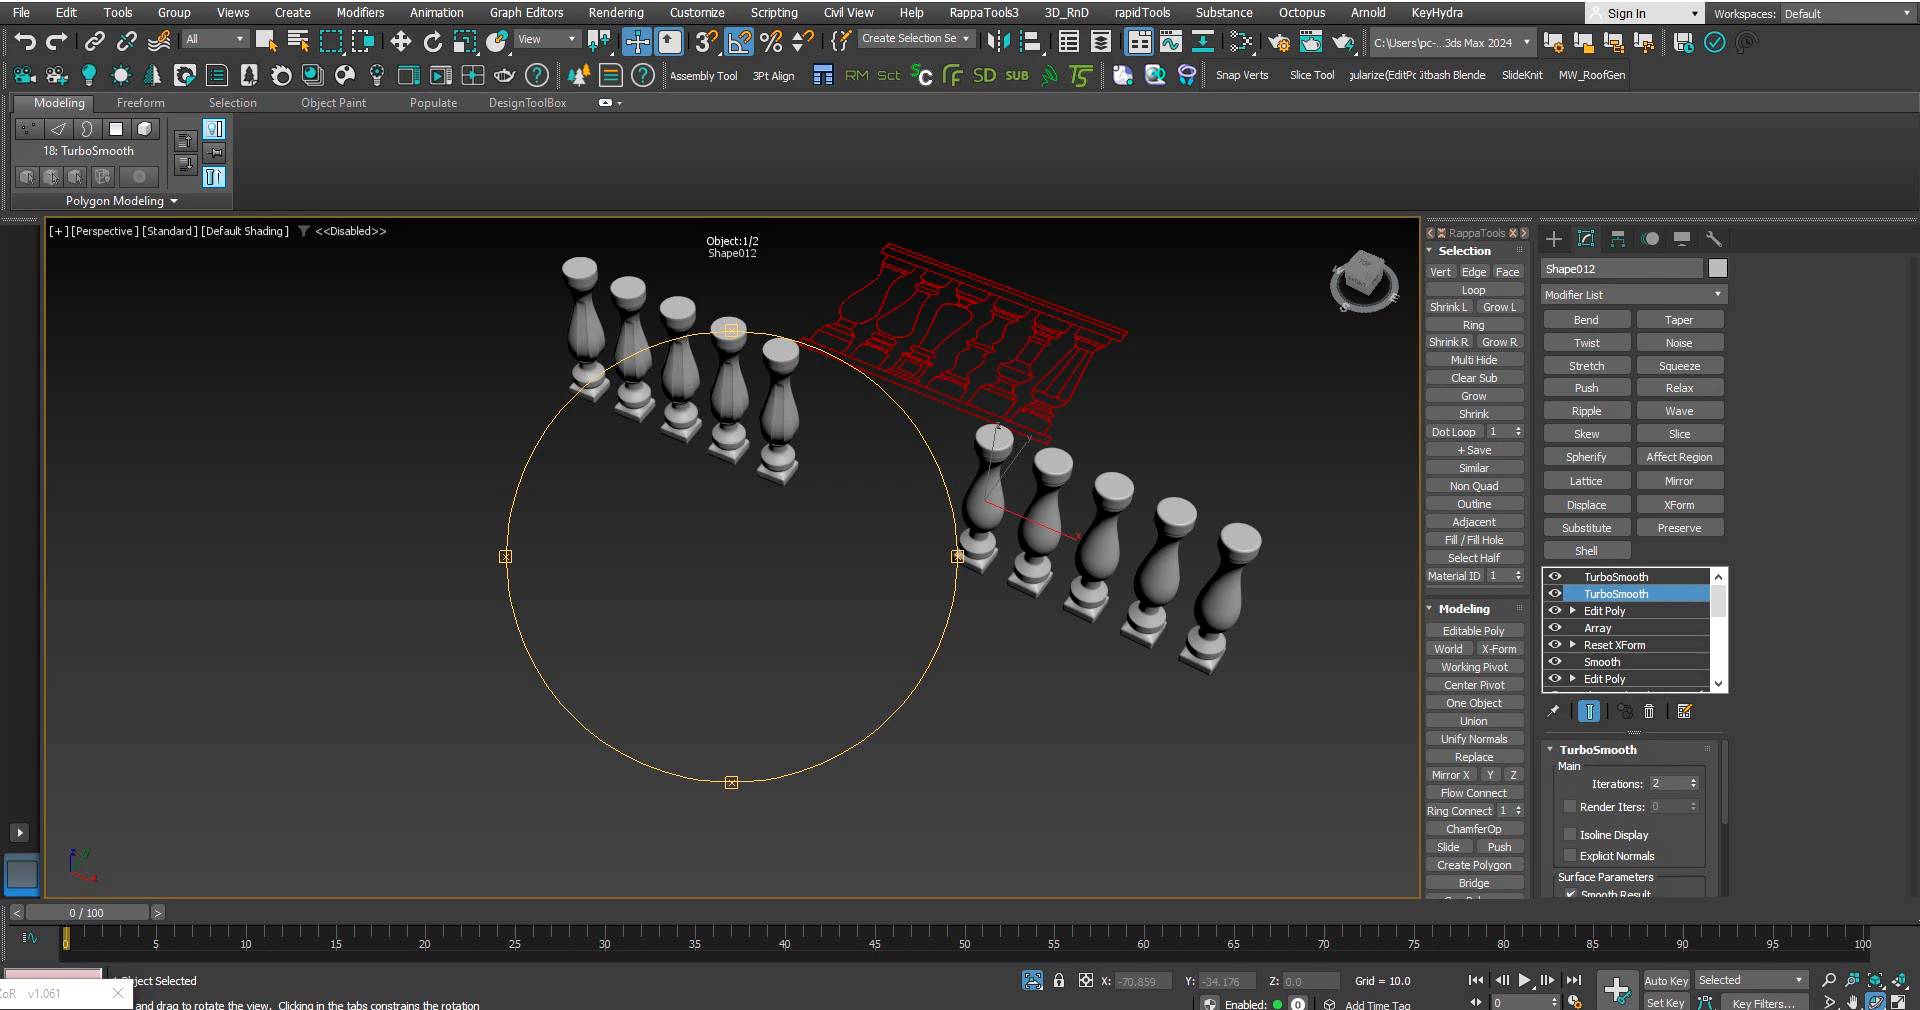 File Edit Tools Group Views Create Modifiers Animation Graph Editors Rendering Customize Scripting Civil View Help RappaTools3 3D_RnD rapidTools Substance Octopus Arnold KeyHydra Sign In Workspaces: Default
All View Create Selection Se C:\Users\pc-...3ds Max 2024
Assembly Tool 3Pt Align RM Sct SD SUB TS Snap Verts Slice Tool gularize(EditPc itbash Blende SlideKnit MW_RoofGen
Modeling Freeform Selection Object Paint Populate DesignToolBox
18: TurboSmooth
Polygon Modeling
[+] [Perspective] [Standard] [Default Shading] <<Disabled>>
Object:1/2
Shape012
RappaTools
Selection
Vert Edge Face
Loop
Shrink L Grow L
Ring
Shrink R Grow R
Multi Hide
Clear Sub
Grow
Shrink
Dot Loop 1
+ Save
Similar
Non Quad
Outline
Adjacent
Fill / Fill Hole
Select Half
Material ID 1
Modeling
Editable Poly
World X-Form
Working Pivot
Center Pivot
One Object
Union
Unify Normals
Replace
Mirror X Y Z
Flow Connect
Ring Connect 1
ChamferOp
Slide Push
Create Polygon
Bridge
Shape012
Modifier List
Bend Taper
Twist Noise
Stretch Squeeze
Push Relax
Ripple Wave
Skew Slice
Spherify Affect Region
Lattice Mirror
Displace XForm
Substitute Preserve
Shell
TurboSmooth
TurboSmooth
Edit Poly
Array
Reset XForm
Smooth
Edit Poly
TurboSmooth
Main
Iterations: 2
Render Iters: 0
Isoline Display
Explicit Normals
Surface Parameters
Smooth Result
< 0 / 100 >
0 5 10 15 20 25 30 35 40 45 50 55 60 65 70 75 80 85 90 95 100
Object Selected X: -70.859 Y: -34.176 Z: 0.0 Grid = 10.0 Auto Key Selected
ZoR v1.061
and drag to rotate the view. Clicking in the tabs constrains the rotation Enabled: 0 Add Time Tag 0 Set Key Key Filters...